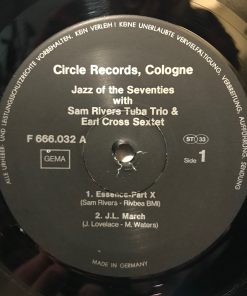 Circle Records, Cologne
Jazz of the Seventies
with
Sam Rivers Tuba Trio &
Earl Cross Sextet
F 666.032 A
GEMA
ST 33
Side 1
1. Essence-Part X
(Sam Rivers - Rivbea BMI)
2. J.L. March
(J. Lovelace - M. Waters)
MADE IN GERMANY
ALLE URHEBER- UND LEISTUNGSSCHUTZRECHTE VORBEHALTEN. KEIN VERLEIH! KEINE UNERLAUBTE VERVIELFÄLTIGUNG, AUFFÜHRUNG, SENDUNG